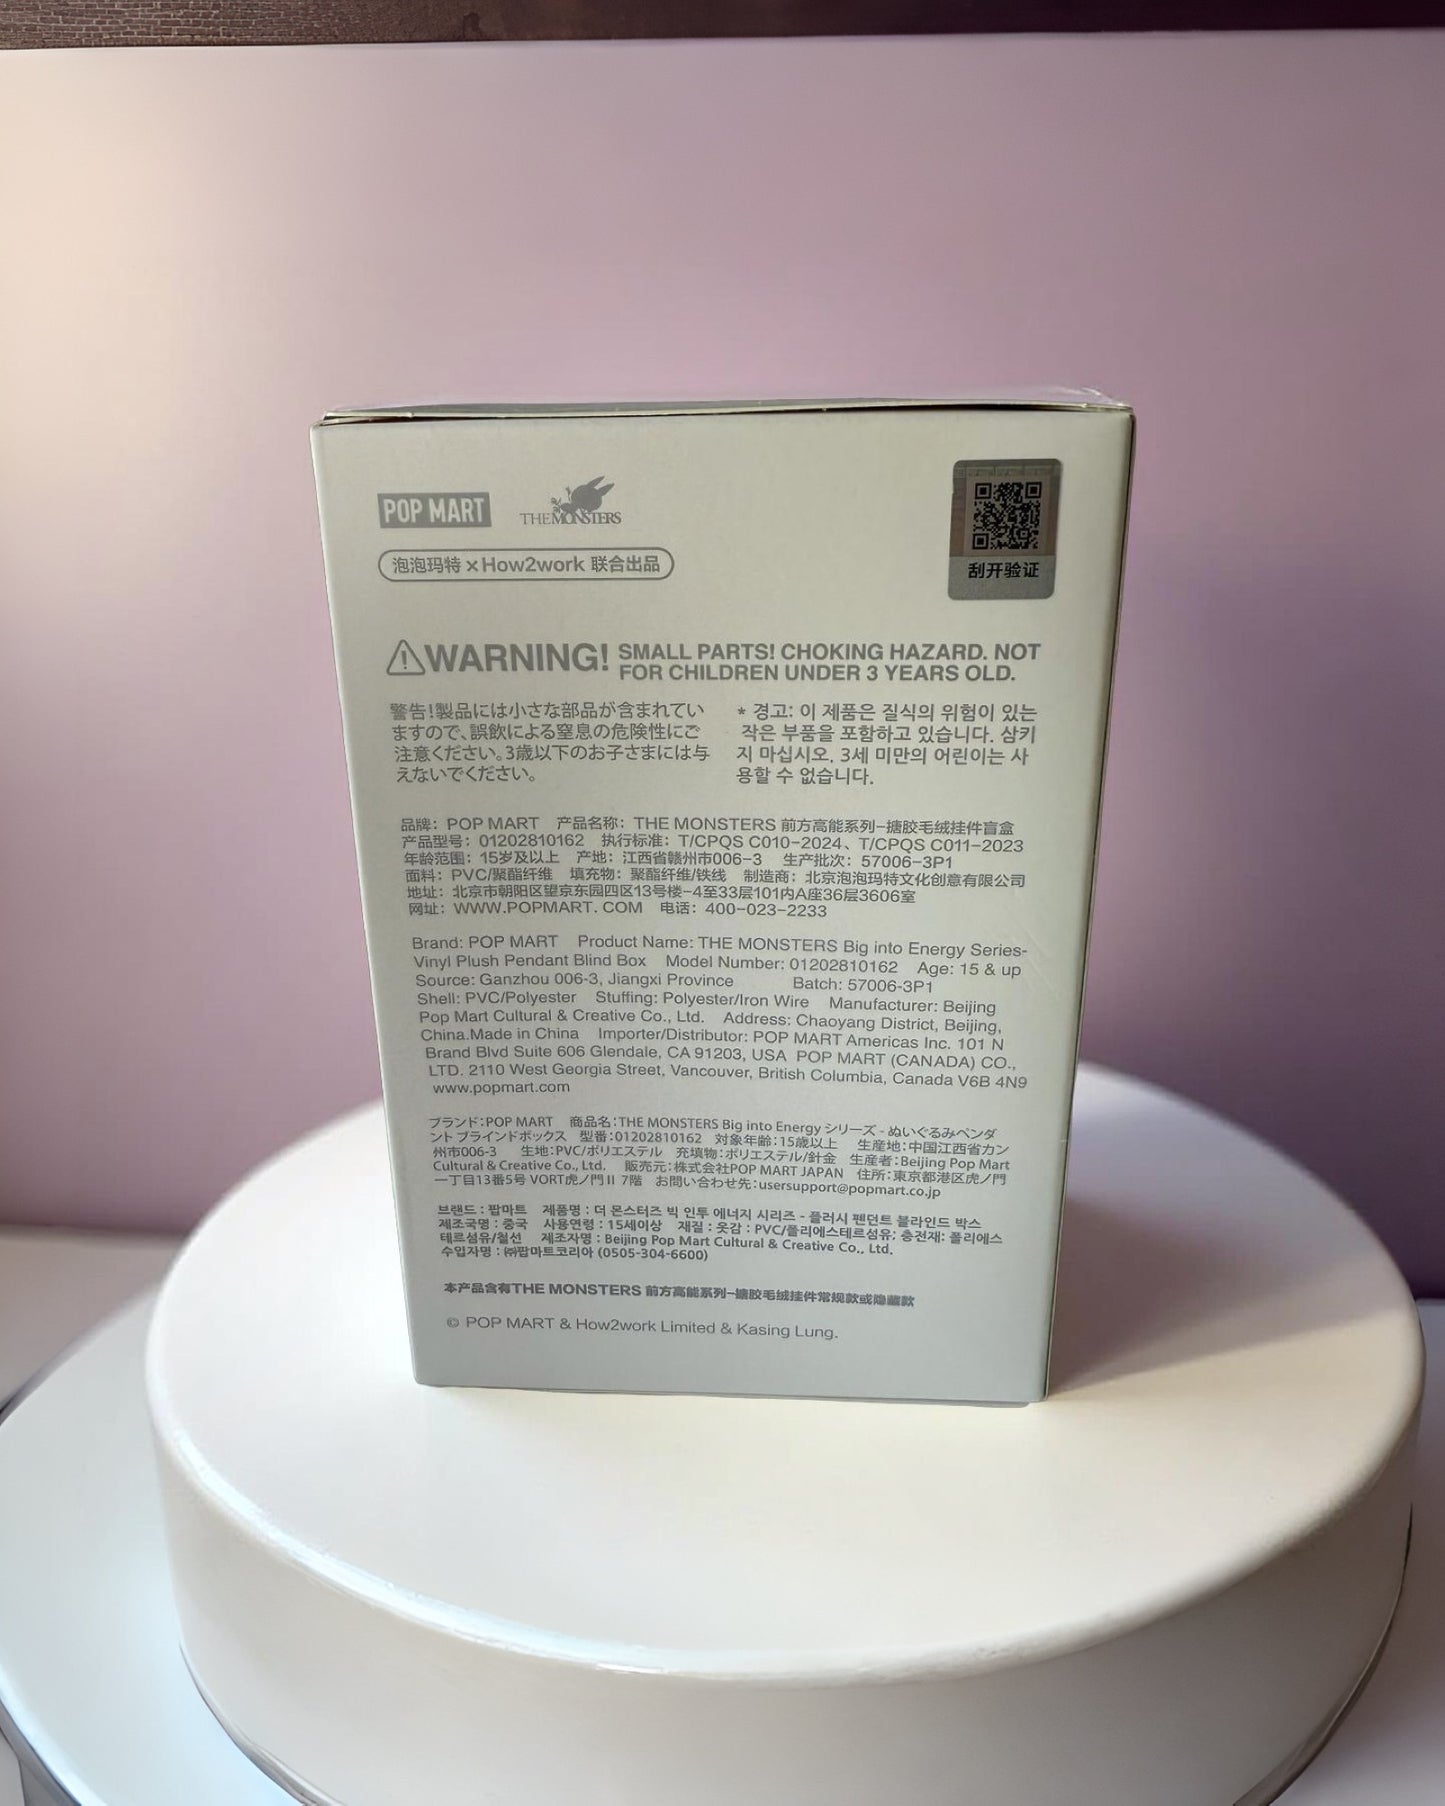 POP MART
THE MONSTERS
泡泡玛特 × How2work 联合出品
刮开验证
WARNING! SMALL PARTS! CHOKING HAZARD. NOT
FOR CHILDREN UNDER 3 YEARS OLD.
警告!製品には小さな部品が含まれてい
ますので、誤飲による窒息の危険性にご
注意ください。3歳以下のお子さまには与
えないでください。
* 경고: 이 제품은 질식의 위험이 있는
작은 부품을 포함하고 있습니다. 삼키
지 마십시오. 3세 미만의 어린이는 사
용할 수 없습니다.
品牌: POP MART 产品名称: THE MONSTERS 前方高能系列-搪胶毛绒挂件盲盒
产品型号: 01202810162 执行标准: T/CPQS C010-2024、T/CPQS C011-2023
年龄范围: 15岁及以上 产地: 江西省赣州市006-3 生产批次: 57006-3P1
面料: PVC/聚酯纤维 填充物: 聚酯纤维/铁线 制造商: 北京泡泡玛特文化创意有限公司
地址: 北京市朝阳区望京东园四区13号楼-4至33层101内A座36层3606室
网址: WWW.POPMART. COM 电话: 400-023-2233
Brand: POP MART Product Name: THE MONSTERS Big into Energy Series-
Vinyl Plush Pendant Blind Box Model Number: 01202810162 Age: 15 & up
Source: Ganzhou 006-3, Jiangxi Province Batch: 57006-3P1
Shell: PVC/Polyester Stuffing: Polyester/Iron Wire Manufacturer: Beijing
Pop Mart Cultural & Creative Co., Ltd. Address: Chaoyang District, Beijing,
China.Made in China Importer/Distributor: POP MART Americas Inc. 101 N
Brand Blvd Suite 606 Glendale, CA 91203, USA POP MART (CANADA) CO.,
LTD. 2110 West Georgia Street, Vancouver, British Columbia, Canada V6B 4N9
www.popmart.com
ブランド:POP MART 商品名:THE MONSTERS Big into Energy シリーズ - ぬいぐるみペンダ
ント ブラインドボックス 型番:01202810162 対象年齢:15歳以上 生産地:中国江西省カン
州市006-3 生地:PVC/ポリエステル 充填物:ポリエステル/針金 生産者:Beijing Pop Mart
Cultural & Creative Co., Ltd. 販売元:株式会社POP MART JAPAN 住所:東京都港区虎ノ門
一丁目13番5号 VORT虎ノ門II 7階 お問い合わせ先:usersupport@popmart.co.jp
브랜드 : 팝마트 제품명 : 더 몬스터즈 빅 인투 에너지 시리즈 - 플러시 펜던트 블라인드 박스
제조국명 : 중국 사용연령 : 15세이상 재질 : 옷감 : PVC/폴리에스테르섬유; 충전재: 폴리에스
테르섬유/철선 제조자명 : Beijing Pop Mart Cultural & Creative Co., Ltd.
수입자명 : ㈜팝마트코리아 (0505-304-6600)
本产品含有THE MONSTERS 前方高能系列-搪胶毛绒挂件常规款或隐藏款
© POP MART & How2work Limited & Kasing Lung.